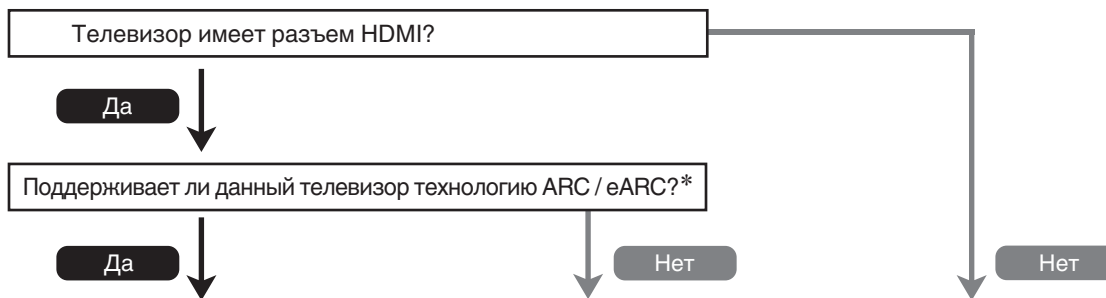 Телевизор имеет разъем HDMI?
Да
Поддерживает ли данный телевизор технологию ARC / eARC?*
Да
Нет
Нет